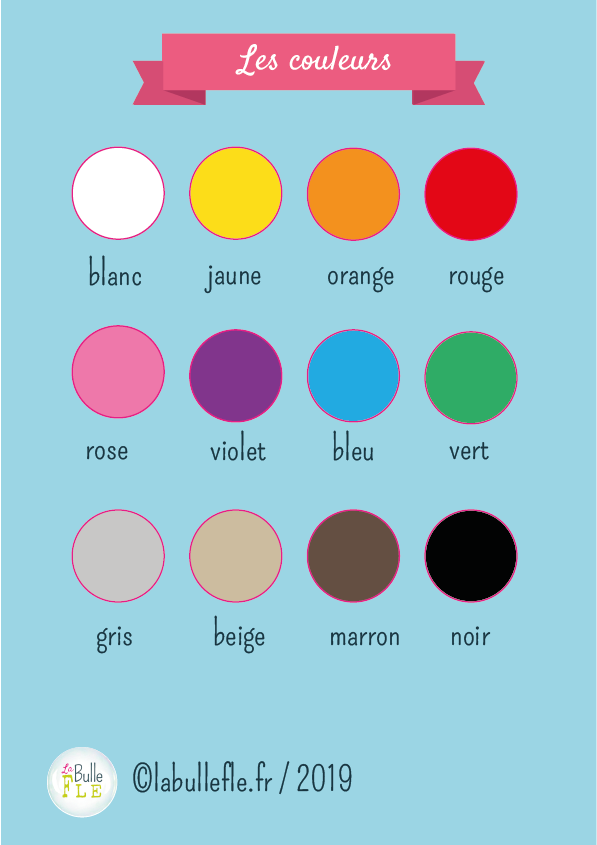 Les couleurs
blanc jaune orange rouge
rose violet bleu vert
gris beige marron noir
La Bulle
FLE
©labullefle.fr / 2019